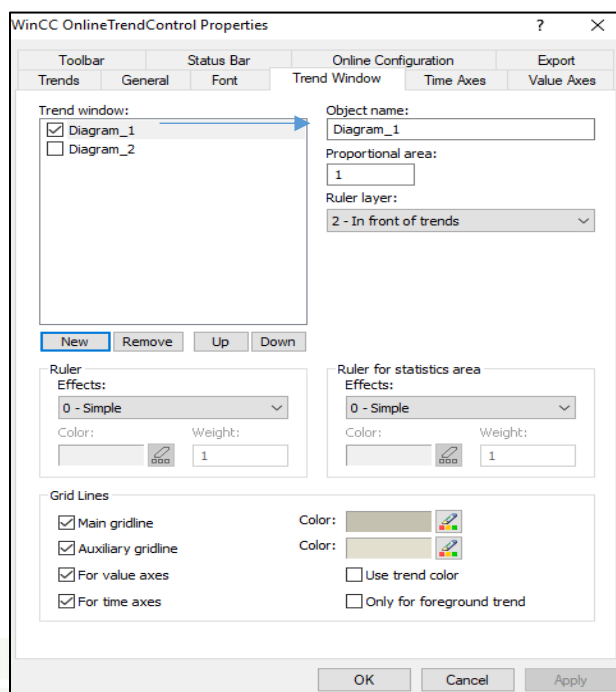 WinCC OnlineTrendControl Properties ? ×
Toolbar Status Bar Online Configuration Export
Trends General Font Trend Window Time Axes Value Axes
Trend window: Object name:
Diagram_1 Diagram_1
Diagram_2
Proportional area:
1
Ruler layer:
2 - In front of trends
New Remove Up Down
Ruler Ruler for statistics area
Effects: Effects:
0 - Simple 0 - Simple
Color: Weight: Color: Weight:
1 1
Grid Lines
Main gridline Color:
Auxiliary gridline Color:
For value axes Use trend color
For time axes Only for foreground trend
OK Cancel Apply